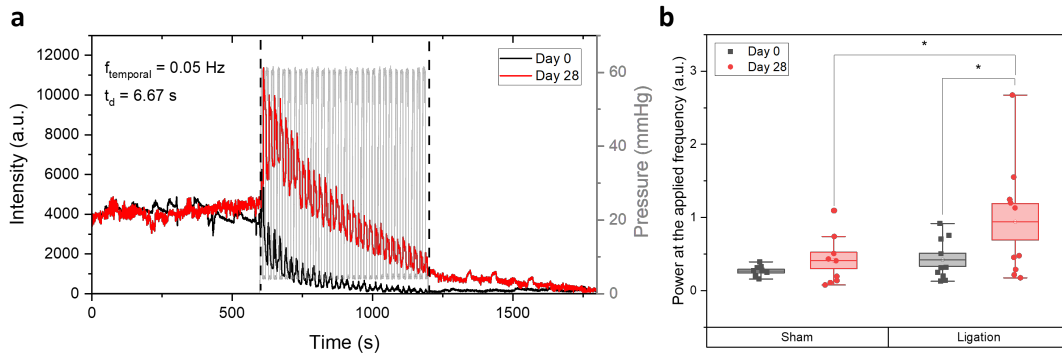 a
b
f_temporal = 0.05 Hz
t_d = 6.67 s
Day 0
Day 28
Intensity (a.u.)
12000
10000
8000
6000
4000
2000
0
Pressure (mmHg)
60
40
20
0
0
500
1000
1500
Time (s)
Day 0
Day 28
*
*
Power at the applied frequency (a.u.)
3
2
1
0
Sham
Ligation